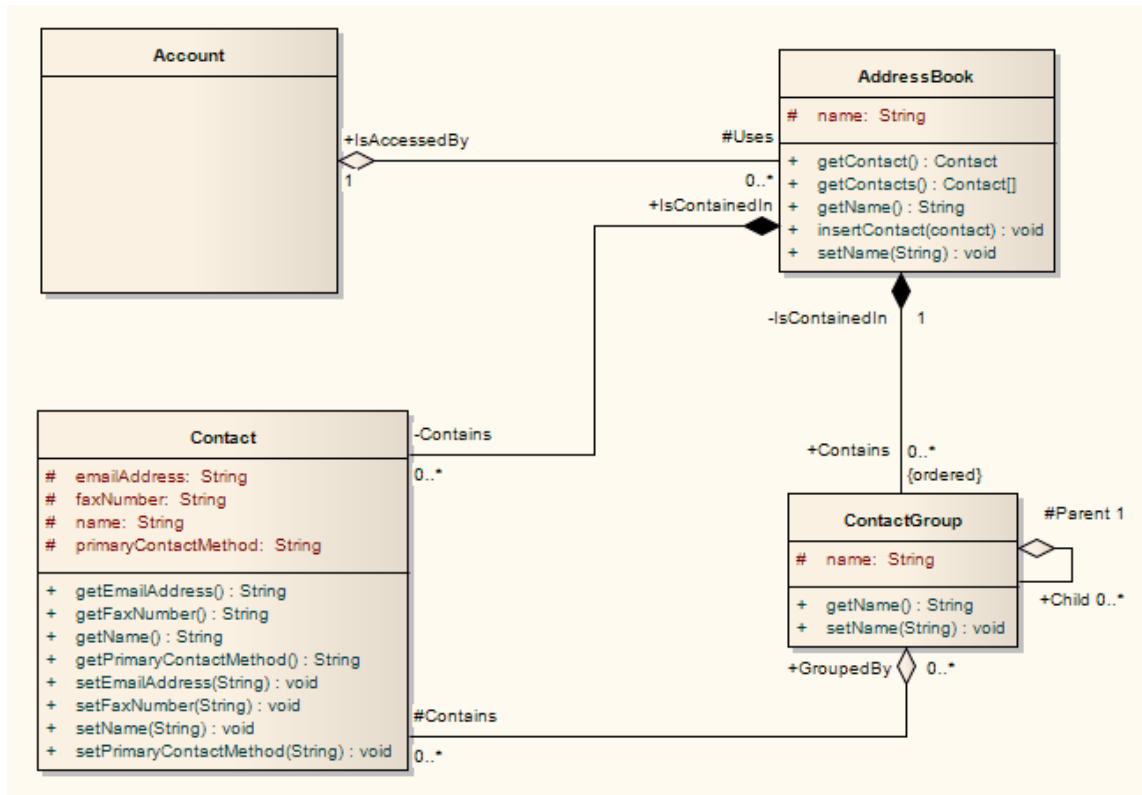 Account
+IsAccessedBy
1
#Uses
0..*
AddressBook
# name: String
+ getContact() : Contact
+ getContacts() : Contact[]
+ getName() : String
+ insertContact(contact) : void
+ setName(String) : void
+IsContainedIn
-IsContainedIn
1
-Contains
0..*
+Contains
0..*
{ordered}
Contact
# emailAddress: String
# faxNumber: String
# name: String
# primaryContactMethod: String
+ getEmailAddress() : String
+ getFaxNumber() : String
+ getName() : String
+ getPrimaryContactMethod() : String
+ setEmailAddress(String) : void
+ setFaxNumber(String) : void
+ setName(String) : void
+ setPrimaryContactMethod(String) : void
ContactGroup
# name: String
+ getName() : String
+ setName(String) : void
#Parent 1
+Child 0..*
+GroupedBy
0..*
#Contains
0..*